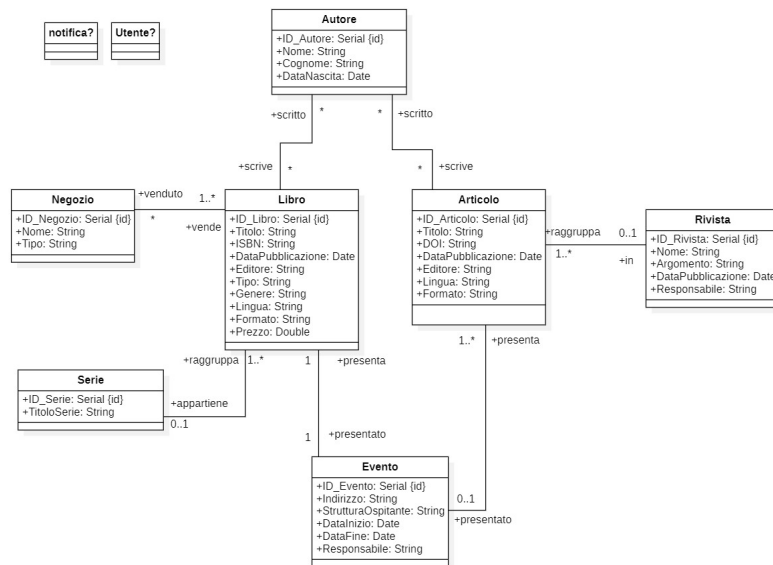 notifica?
Utente?
Autore
+ID_Autore: Serial {id}
+Nome: String
+Cognome: String
+DataNascita: Date
+scritto
*
*
+scritto
+scrive
*
*
+scrive
Negozio
+ID_Negozio: Serial {id}
+Nome: String
+Tipo: String
+venduto
1..*
*
+vende
Libro
+ID_Libro: Serial {id}
+Titolo: String
+ISBN: String
+DataPubblicazione: Date
+Editore: String
+Tipo: String
+Genere: String
+Lingua: String
+Formato: String
+Prezzo: Double
Articolo
+ID_Articolo: Serial {id}
+Titolo: String
+DOI: String
+DataPubblicazione: Date
+Editore: String
+Lingua: String
+Formato: String
+raggruppa
0..1
1..*
+in
Rivista
+ID_Rivista: Serial {id}
+Nome: String
+Argomento: String
+DataPubblicazione: Date
+Responsabile: String
+raggruppa
1..*
1
+presenta
1..*
+presenta
Serie
+ID_Serie: Serial {id}
+TitoloSerie: String
+appartiene
0..1
1
+presentato
Evento
+ID_Evento: Serial {id}
+Indirizzo: String
+StrutturaOspitante: String
+DataInizio: Date
+DataFine: Date
+Responsabile: String
0..1
+presentato